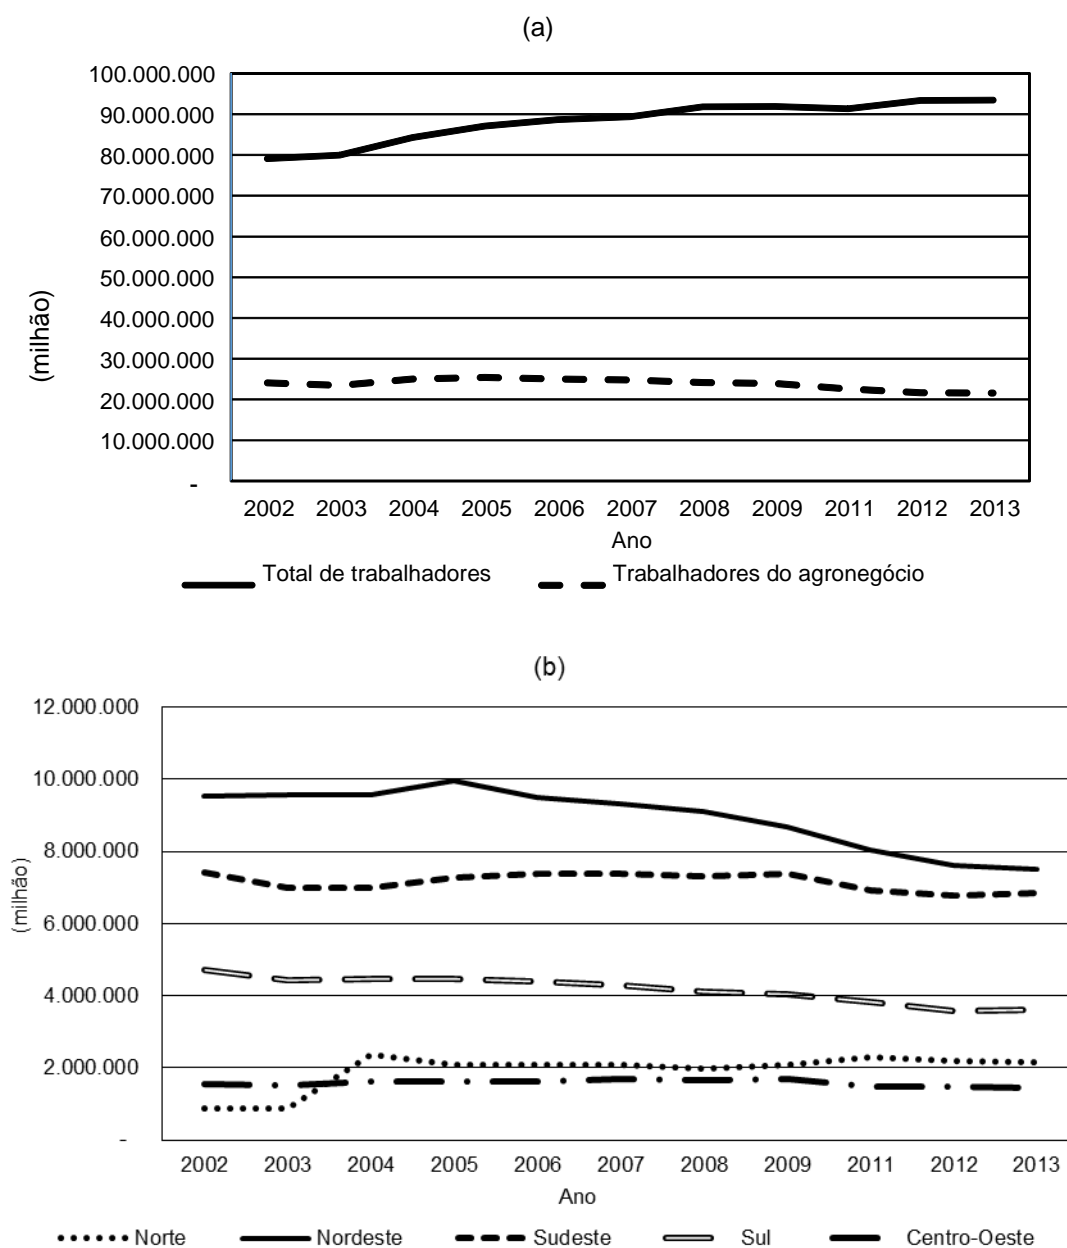 (a)
100.000.000
90.000.000
80.000.000
70.000.000
60.000.000
50.000.000
40.000.000
30.000.000
20.000.000
10.000.000
-
(milhão)
2002 2003 2004 2005 2006 2007 2008 2009 2011 2012 2013
Ano
Total de trabalhadores Trabalhadores do agronegócio
(b)
12.000.000
10.000.000
8.000.000
6.000.000
4.000.000
2.000.000
-
(milhão)
2002 2003 2004 2005 2006 2007 2008 2009 2011 2012 2013
Ano
Norte Nordeste Sudeste Sul Centro-Oeste